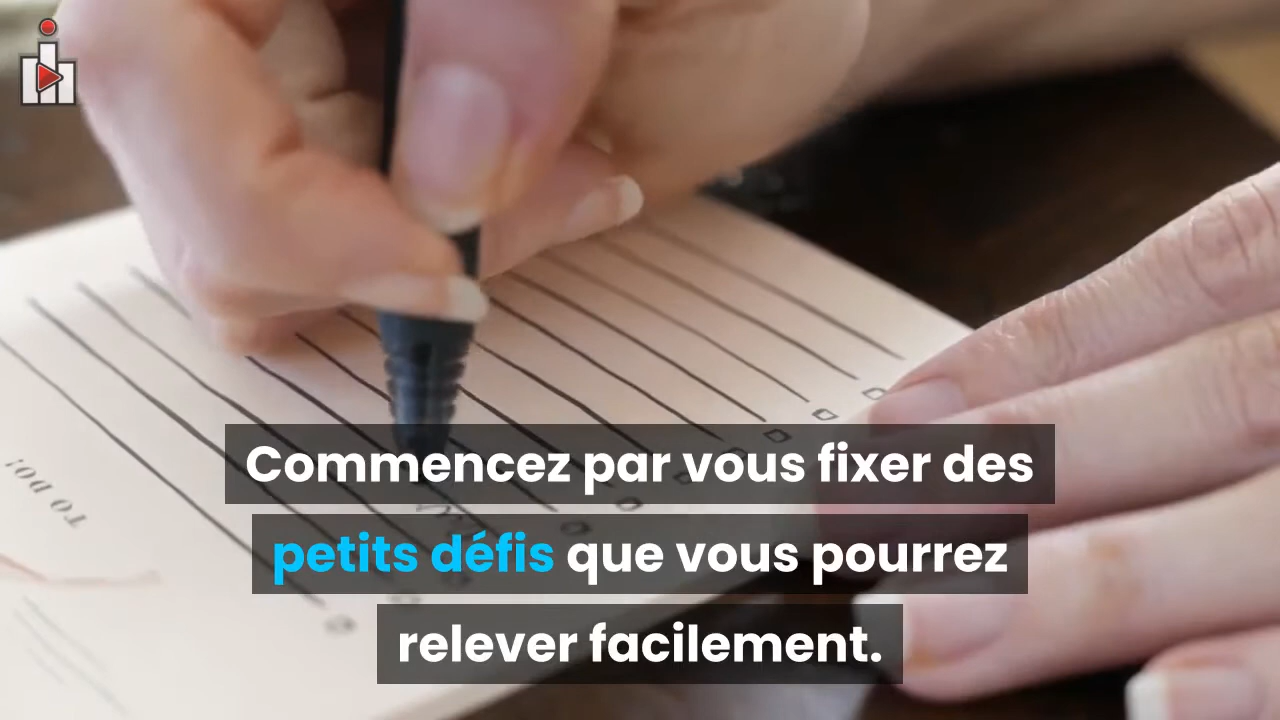 Commencez par vous fixer des
petits défis que vous pourrez
relever facilement.
TO DO!